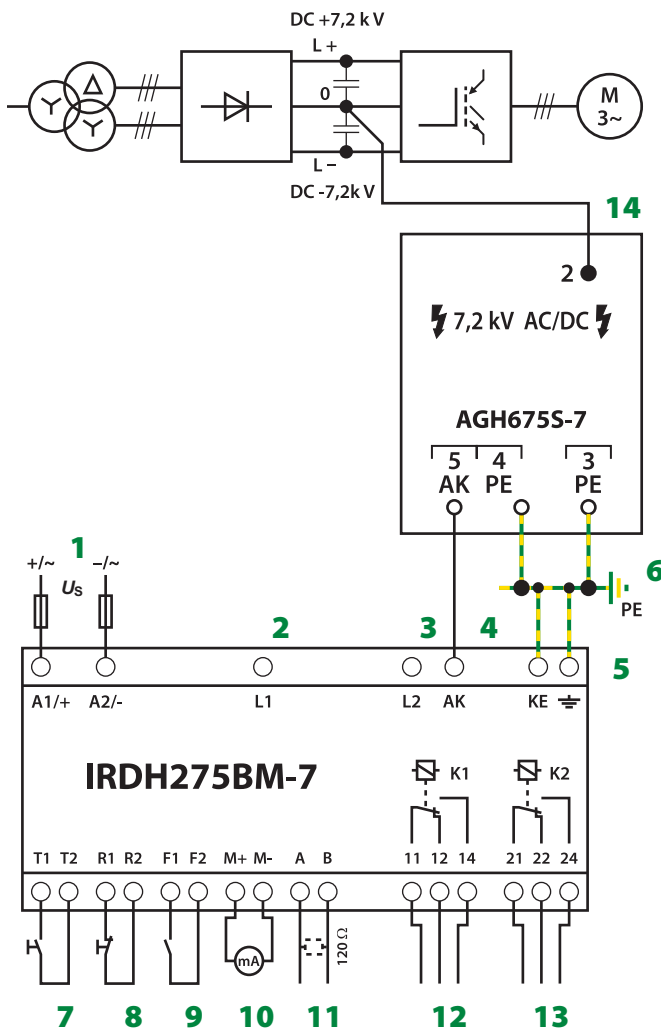 DC +7,2 k V
L +
0
L –
DC -7,2k V
M
3~
14
2
7,2 kV AC/DC
AGH675S-7
5 4 3
AK PE PE
6
PE
1
+/~ –/~
US
2 3 4 5
A1/+ A2/- L1 L2 AK KE
IRDH275BM-7
K1 K2
T1 T2 R1 R2 F1 F2 M+ M- A B 11 12 14 21 22 24
mA
120 Ω
7 8 9 10 11 12 13